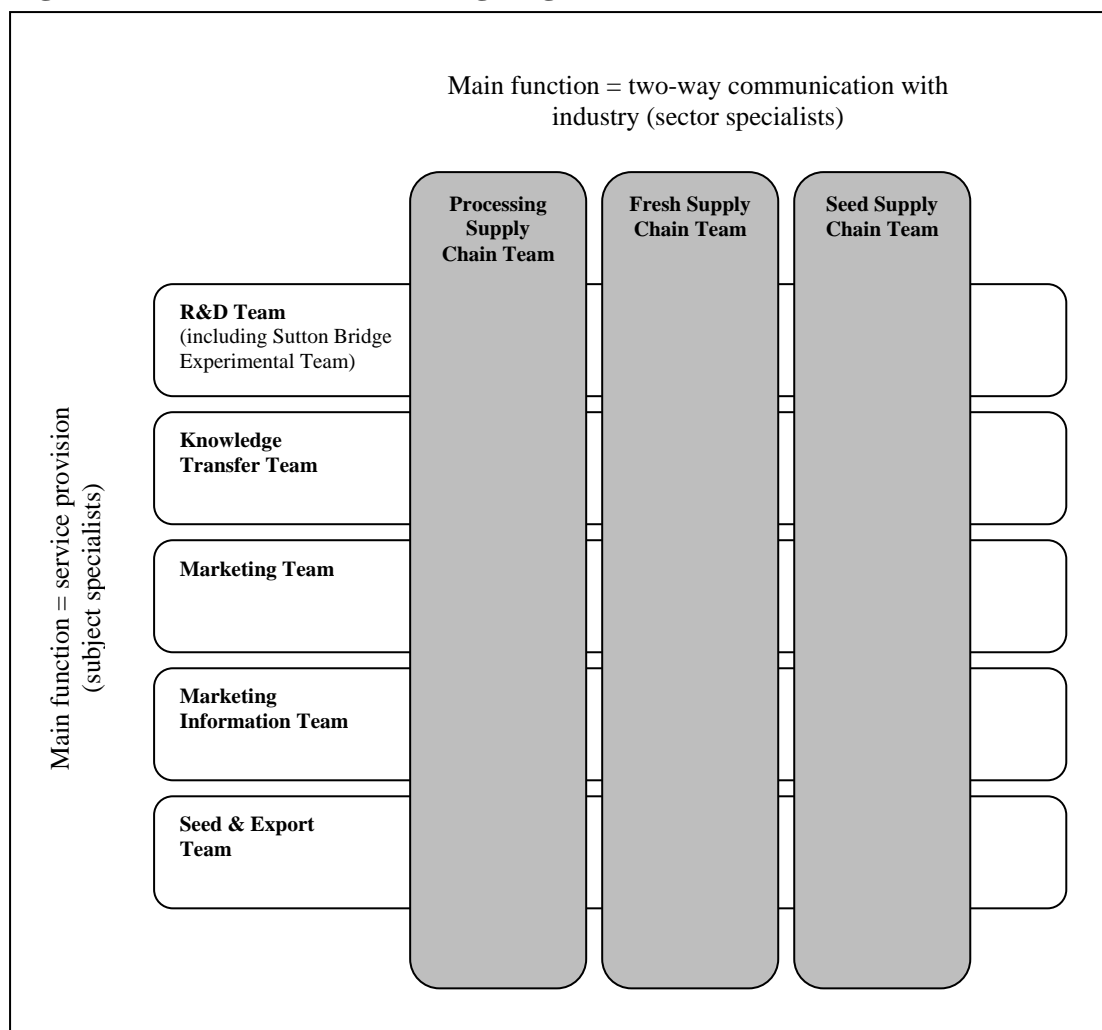 Main function = two-way communication with
industry (sector specialists)
Processing
Supply
Chain Team
Fresh Supply
Chain Team
Seed Supply
Chain Team
R&D Team
(including Sutton Bridge
Experimental Team)
Knowledge
Transfer Team
Marketing Team
Marketing
Information Team
Seed & Export
Team
Main function = service provision
(subject specialists)